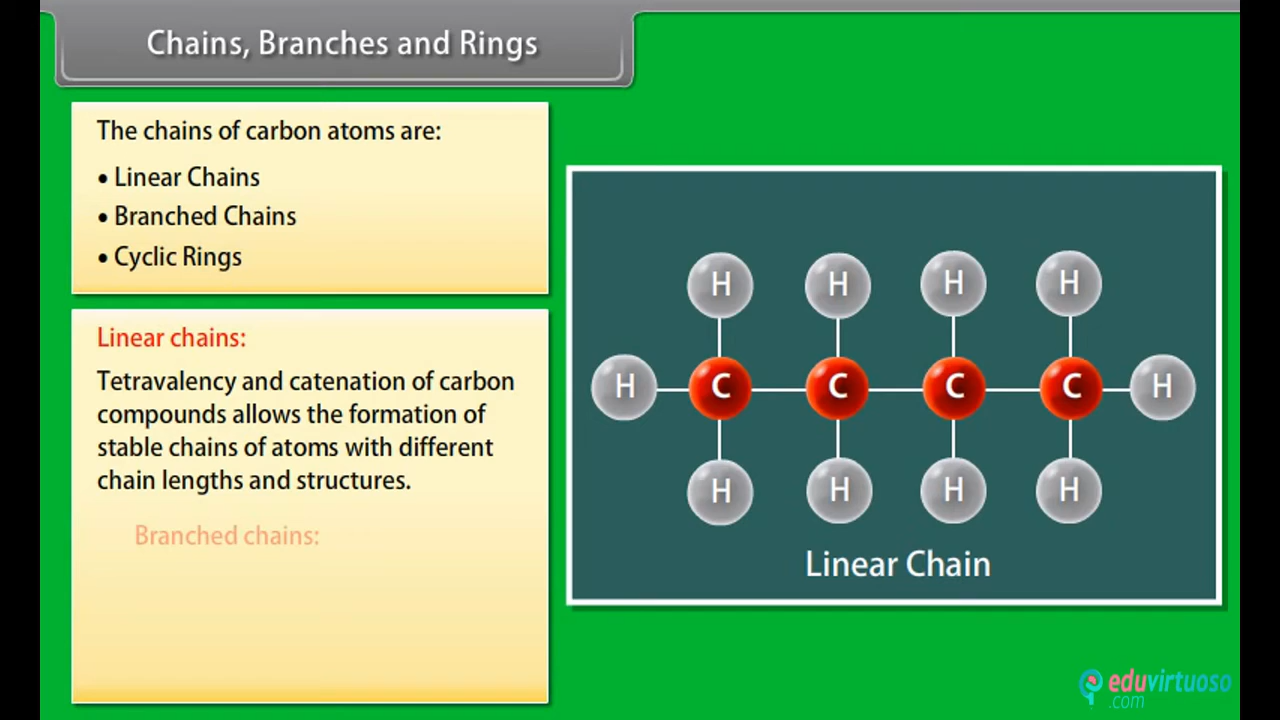 Chains, Branches and Rings
The chains of carbon atoms are:
• Linear Chains
• Branched Chains
• Cyclic Rings
Linear chains:
Tetravalency and catenation of carbon
compounds allows the formation of
stable chains of atoms with different
chain lengths and structures.
Branched chains:
H H H H
H C C C C H
H H H H
Linear Chain
eduvirtuoso
.com